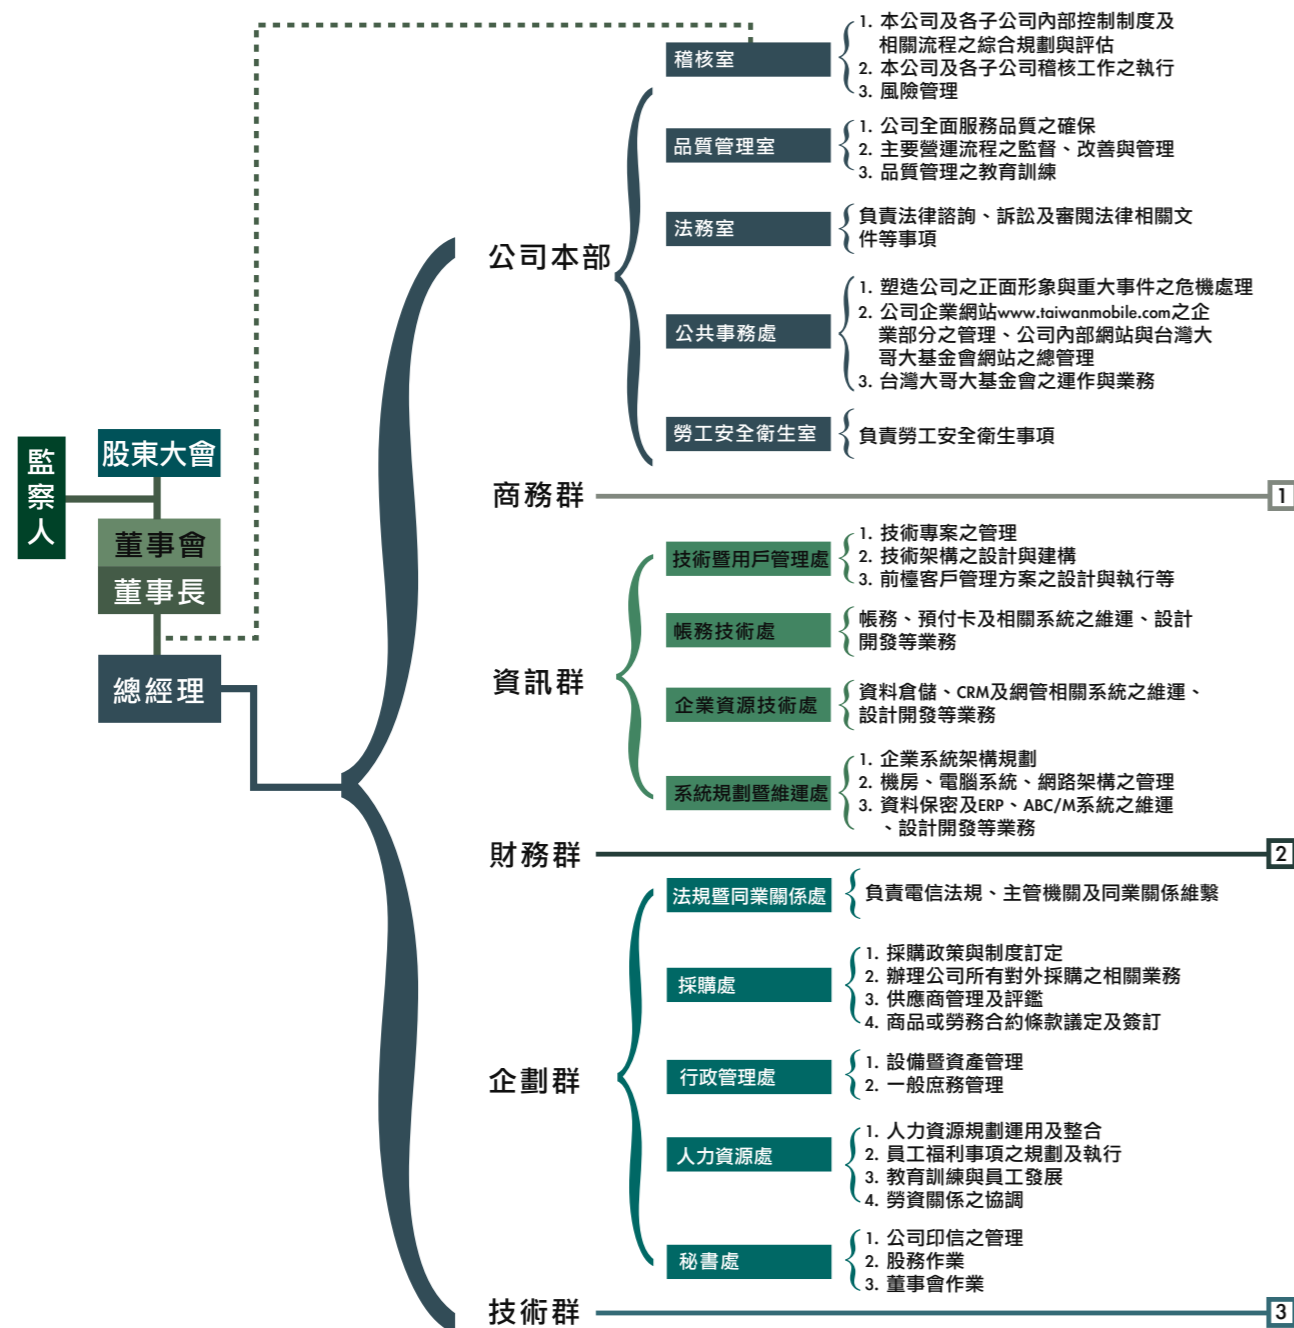 監察人
股東大會
董事會
董事長
總經理
公司本部
稽核室
1. 本公司及各子公司內部控制制度及
相關流程之綜合規劃與評估
2. 本公司及各子公司稽核工作之執行
3. 風險管理
品質管理室
1. 公司全面服務品質之確保
2. 主要營運流程之監督、改善與管理
3. 品質管理之教育訓練
法務室
負責法律諮詢、訴訟及審閱法律相關文
件等事項
公共事務處
1. 塑造公司之正面形象與重大事件之危機處理
2. 公司企業網站www.taiwanmobile.com之企
業部分之管理、公司內部網站與台灣大
哥大基金會網站之總管理
3. 台灣大哥大基金會之運作與業務
勞工安全衛生室
負責勞工安全衛生事項
商務群
1
資訊群
技術暨用戶管理處
1. 技術專案之管理
2. 技術架構之設計與建構
3. 前檯客戶管理方案之設計與執行等
帳務技術處
帳務、預付卡及相關系統之維運、設計
開發等業務
企業資源技術處
資料倉儲、CRM及網管相關系統之維運、
設計開發等業務
系統規劃暨維運處
1. 企業系統架構規劃
2. 機房、電腦系統、網路架構之管理
3. 資料保密及ERP、ABC/M系統之維運
、設計開發等業務
財務群
2
企劃群
法規暨同業關係處
負責電信法規、主管機關及同業關係維繫
採購處
1. 採購政策與制度訂定
2. 辦理公司所有對外採購之相關業務
3. 供應商管理及評鑑
4. 商品或勞務合約條款議定及簽訂
行政管理處
1. 設備暨資產管理
2. 一般庶務管理
人力資源處
1. 人力資源規劃運用及整合
2. 員工福利事項之規劃及執行
3. 教育訓練與員工發展
4. 勞資關係之協調
秘書處
1. 公司印信之管理
2. 股務作業
3. 董事會作業
技術群
3